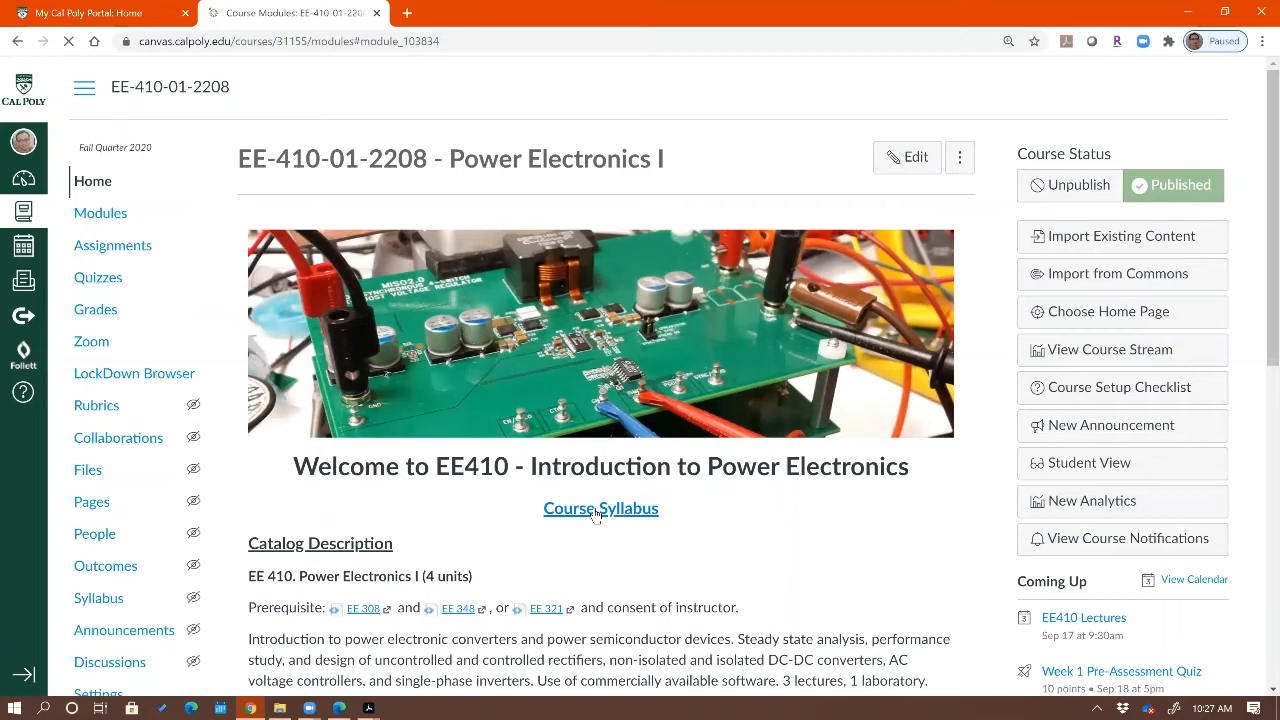 My Cal Poly Portal: Home
Course Modules: EE-410-01-2208
canvas.calpoly.edu/courses/31155/modules#module_103834
Paused
CAL POLY
EE-410-01-2208
Fall Quarter 2020
Home
Modules
Assignments
Quizzes
Grades
Zoom
LockDown Browser
Rubrics
Collaborations
Files
Pages
People
Outcomes
Syllabus
Announcements
Discussions
Settings
Follett
EE-410-01-2208 - Power Electronics I
Edit
Welcome to EE410 - Introduction to Power Electronics
Course Syllabus
Catalog Description
EE 410. Power Electronics I (4 units)
Prerequisite: EE 308 and EE 348, or EE 321 and consent of instructor.
Introduction to power electronic converters and power semiconductor devices. Steady state analysis, performance
study, and design of uncontrolled and controlled rectifiers, non-isolated and isolated DC-DC converters, AC
voltage controllers, and single-phase inverters. Use of commercially available software. 3 lectures, 1 laboratory.
Course Status
Unpublish
Published
Import Existing Content
Import from Commons
Choose Home Page
View Course Stream
Course Setup Checklist
New Announcement
Student View
New Analytics
View Course Notifications
Coming Up
View Calendar
EE410 Lectures
Sep 17 at 9:30am
Week 1 Pre-Assessment Quiz
10 points • Sep 18 at 5pm
10:27 AM